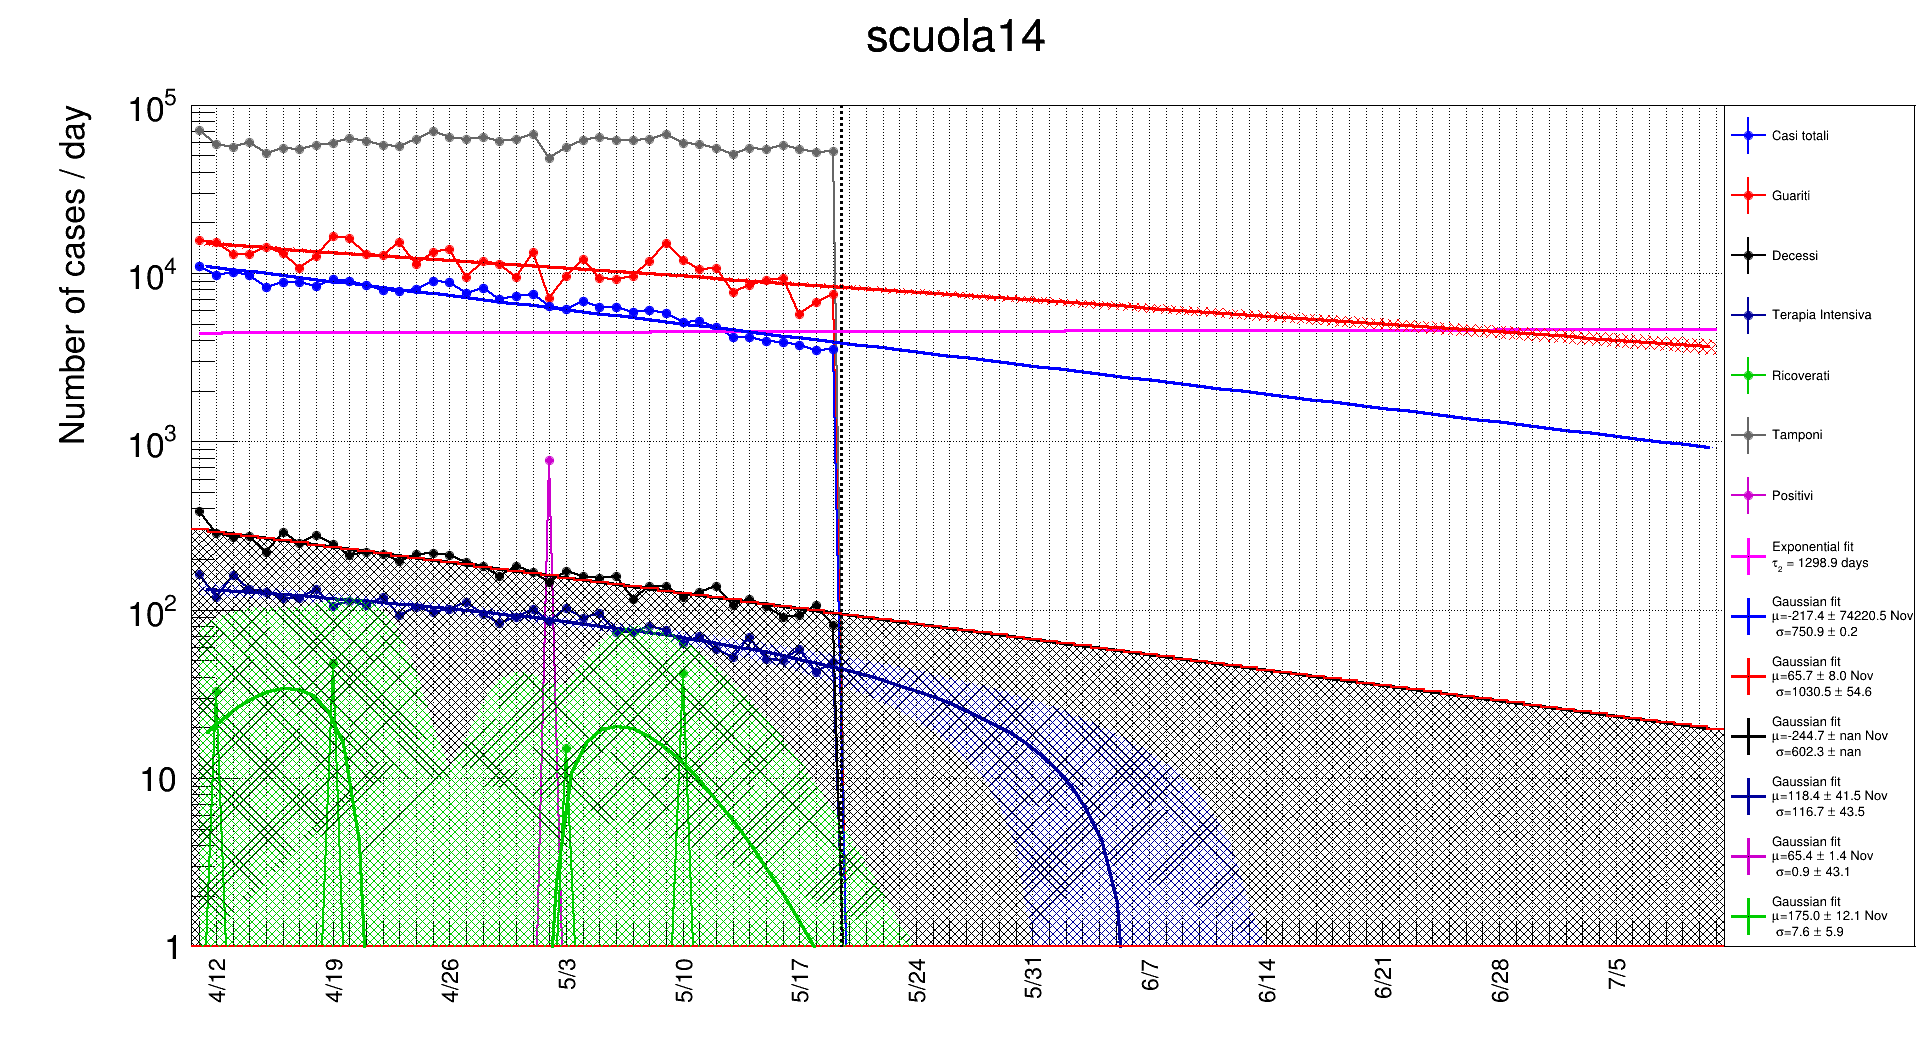 scuola14
Number of cases / day
10^5
10^4
10^3
10^2
10
1
4/12
4/19
4/26
5/3
5/10
5/17
5/24
5/31
6/7
6/14
6/21
6/28
7/5
Casi totali
Guariti
Decessi
Terapia Intensiva
Ricoverati
Tamponi
Positivi
Exponential fit
τ₂ = 1298.9 days
Gaussian fit
μ=-217.4 ± 74220.5 Nov
σ=750.9 ± 0.2
Gaussian fit
μ=65.7 ± 8.0 Nov
σ=1030.5 ± 54.6
Gaussian fit
μ=-244.7 ± nan Nov
σ=602.3 ± nan
Gaussian fit
μ=118.4 ± 41.5 Nov
σ=116.7 ± 43.5
Gaussian fit
μ=65.4 ± 1.4 Nov
σ=0.9 ± 43.1
Gaussian fit
μ=175.0 ± 12.1 Nov
σ=7.6 ± 5.9